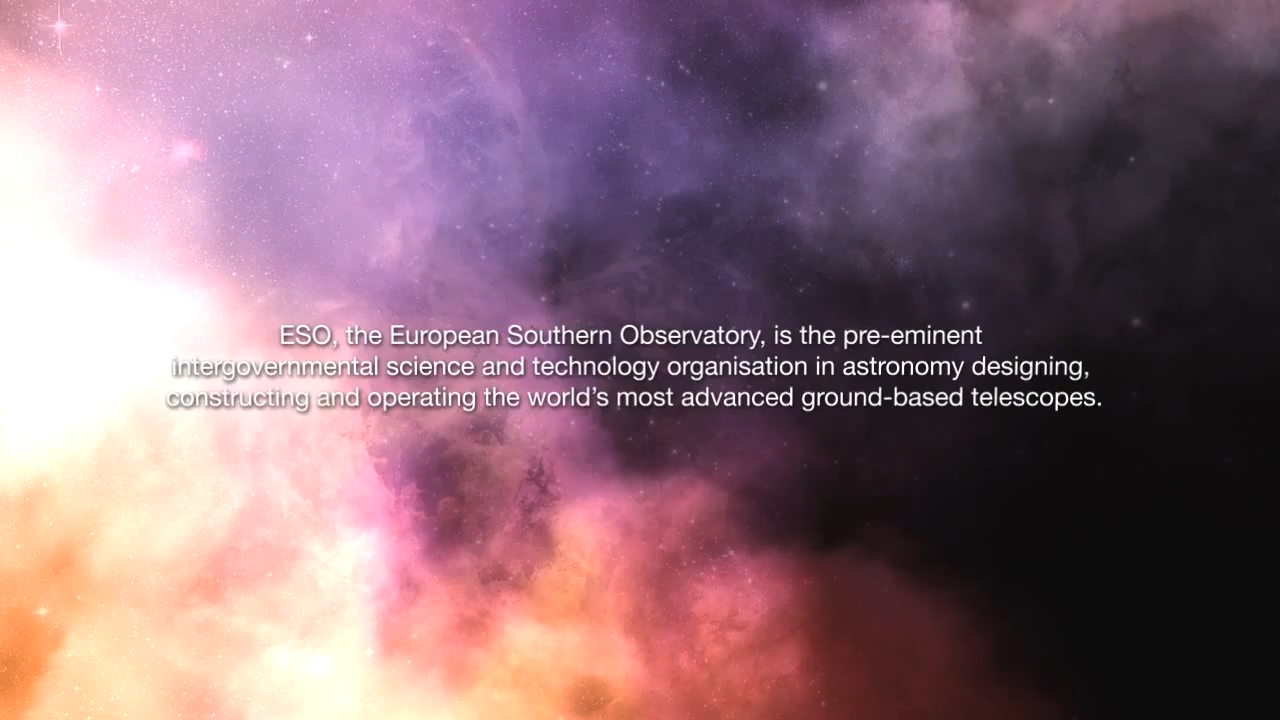 ESO, the European Southern Observatory, is the pre-eminent
intergovernmental science and technology organisation in astronomy designing,
constructing and operating the world’s most advanced ground-based telescopes.